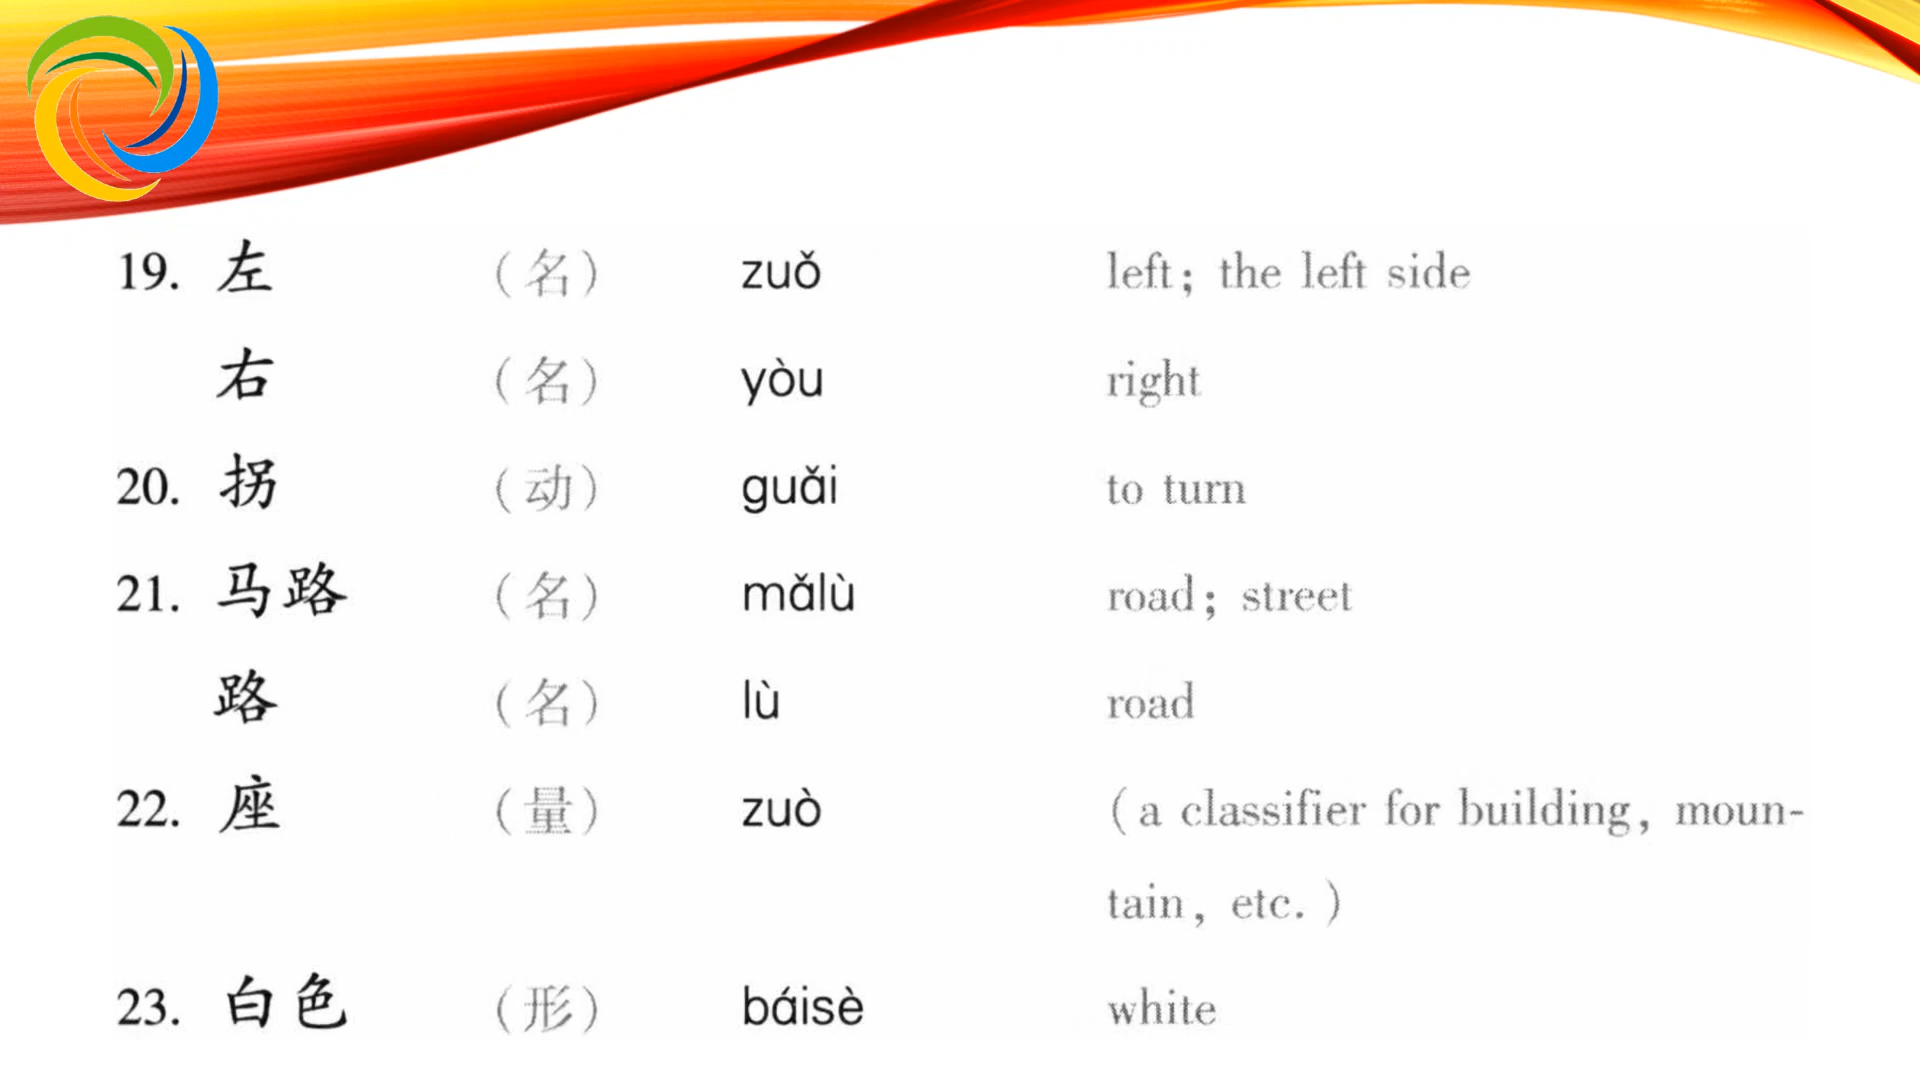 19. 左 （名） zuǒ left; the left side
右 （名） yòu right
20. 拐 （动） guǎi to turn
21. 马路 （名） mǎlù road; street
路 （名） lù road
22. 座 （量） zuò (a classifier for building, moun-
tain, etc.)
23. 白色 （形） báisè white